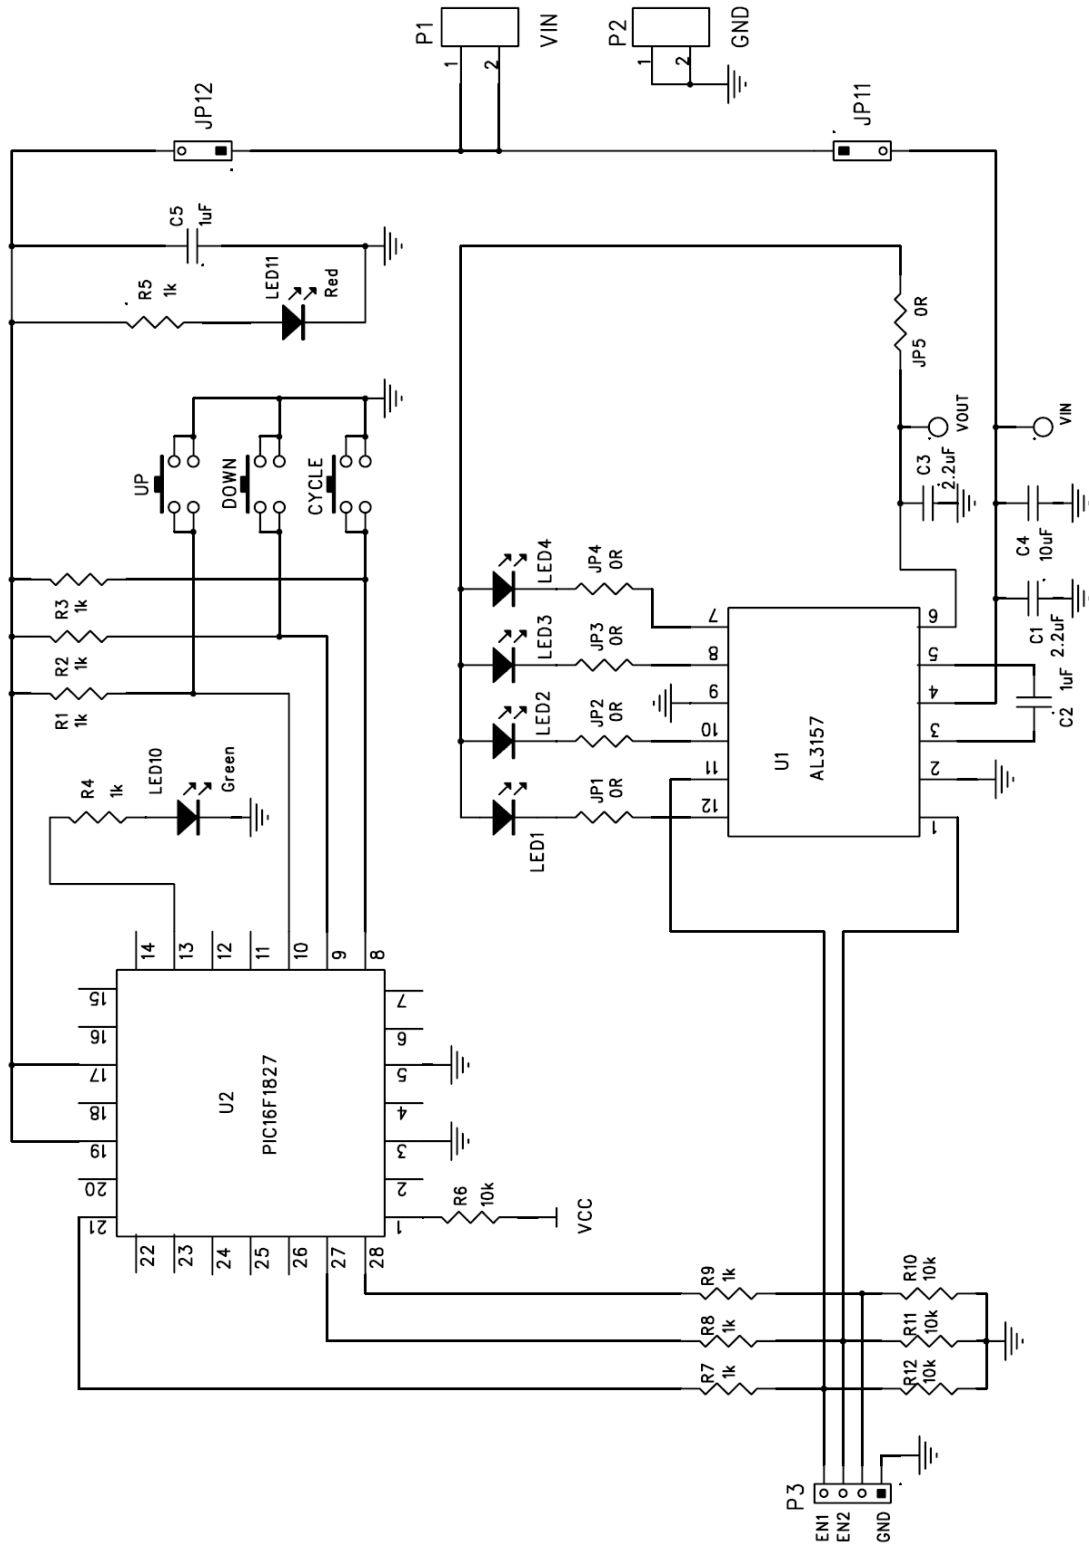 P1
1
2
VIN
P2
1
2
GND
JP12
JP11
C5
1uF
R5
1k
LED11
Red
UP
DOWN
CYCLE
JP5
0R
VOUT
VIN
C3
2.2uF
C4
10uF
C1
2.2uF
C2
1uF
R3
1k
R2
1k
R1
1k
R4
1k
LED10
Green
LED4
LED3
LED2
LED1
JP4
0R
JP3
0R
JP2
0R
JP1
0R
7
8
9
10
11
12
U1
AL3157
6
5
4
3
2
1
14
13
12
11
10
9
8
15
16
17
18
19
20
21
U2
PIC16F1827
7
6
5
4
3
2
1
22
23
24
25
26
27
28
R6
10k
VCC
R9
1k
R8
1k
R7
1k
R10
10k
R11
10k
R12
10k
P3
EN1
EN2
GND